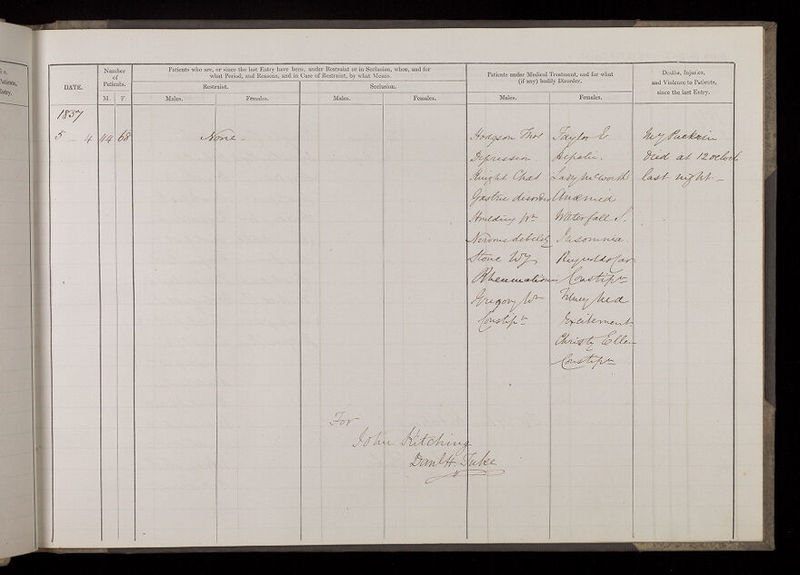 DATE.
Number
of
Patients.
M. F.
Patients who are, or since the last Entry have been, under Restraint or in Seclusion, when, and for
what Period, and Reasons, and in Case of Restraint, by what Means.
Restraint.
Seclusion.
Males.
Females.
Males.
Females.
Patients under Medical Treatment, and for what
(if any) bodily Disorder.
Males.
Females.
Deaths, Injuries,
and Violence to Patients,
since the last Entry.
1857
5 - 4
68
None -
Hodgson Thos
Depression
Knight Chas
Gastric disorder
Wm
Nervous debility
Stone Wm
Rheumatism
Gregory Wm
Constipn
Taylor E
Hepatic.
Anæmia
Waterfall S.
Insomnia
Reynolds
Constipn
Excitement
Christy Ellen
Constipn
died at 12 oclock
last night -
For
John Kitching
Danl H Tuke